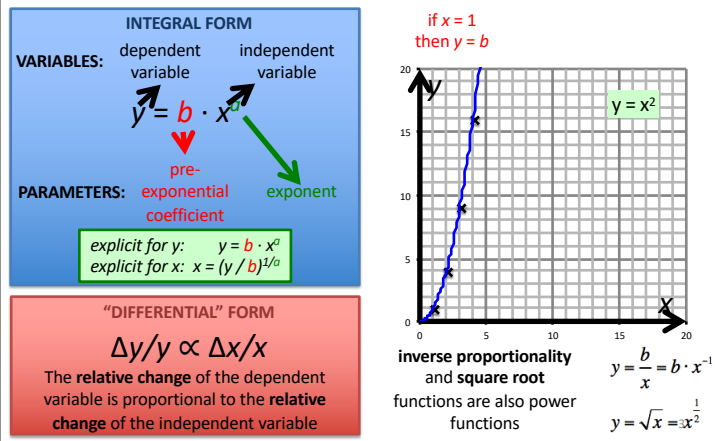 INTEGRAL FORM
VARIABLES:
dependent
variable
independent
variable
y = b · xᵃ
PARAMETERS:
pre-
exponential
coefficient
exponent
explicit for y: y = b · xᵃ
explicit for x: x = (y / b)¹/ᵃ
"DIFFERENTIAL" FORM
Δy/y ∝ Δx/x
The relative change of the dependent
variable is proportional to the relative
change of the independent variable
if x = 1
then y = b
y
20
15
10
5
0
y = x²
x
0 5 10 15 20
inverse proportionality
and square root
functions are also power
functions
y = b/x = b · x⁻¹
y = √x = 3x^(1/2)